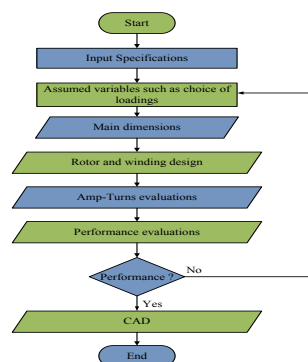 Start
Input Specifications
Assumed variables such as choice of
loadings
Main dimensions
Rotor and winding design
Amp-Turns evaluations
Performance evaluations
Performance ?
No
Yes
CAD
End